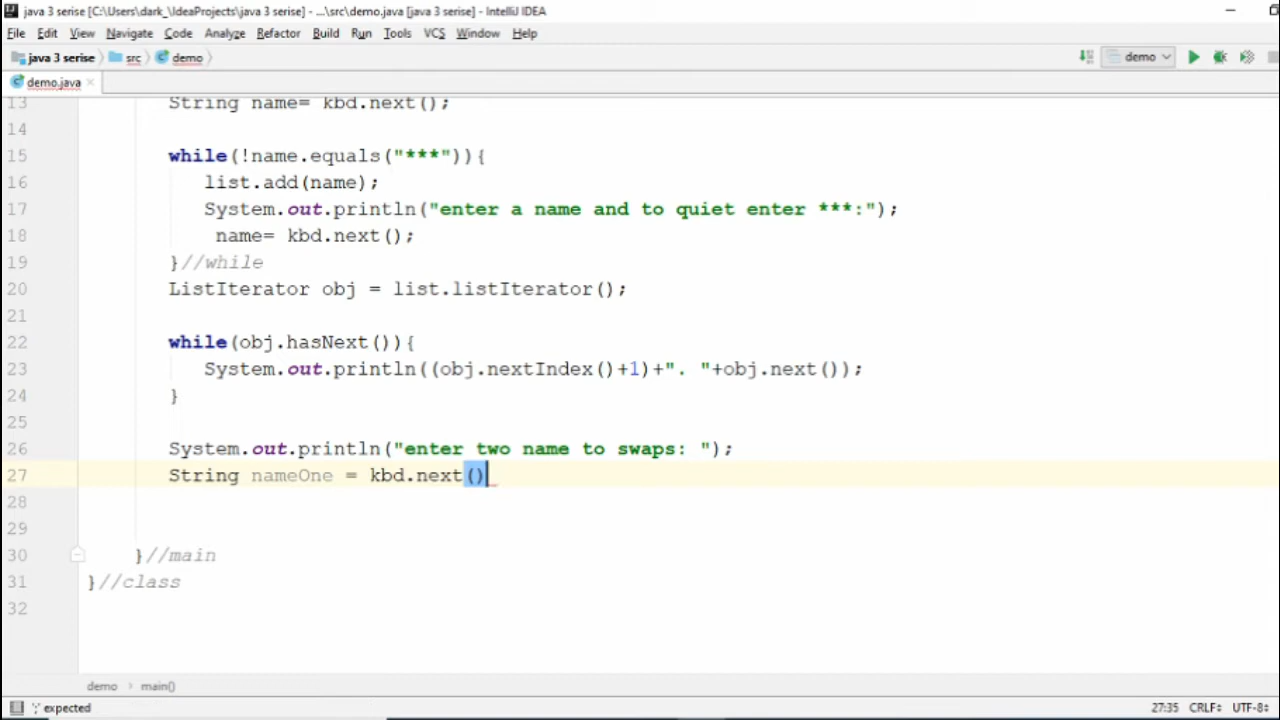 java 3 serise [C:\Users\dark_\IdeaProjects\java 3 serise] - ...\src\demo.java [java 3 serise] - IntelliJ IDEA
File Edit View Navigate Code Analyze Refactor Build Run Tools VCS Window Help
java 3 serise src demo demo
demo.java
13 String name= kbd.next();
14
15 while(!name.equals("***")){
16 list.add(name);
17 System.out.println("enter a name and to quiet enter ***:");
18 name= kbd.next();
19 }//while
20 ListIterator obj = list.listIterator();
21
22 while(obj.hasNext()){
23 System.out.println((obj.nextIndex()+1)+". "+obj.next());
24 }
25
26 System.out.println("enter two name to swaps: ");
27 String nameOne = kbd.next()
28
29
30 }//main
31 }//class
32
demo › main()
';' expected 27:35 CRLF UTF-8